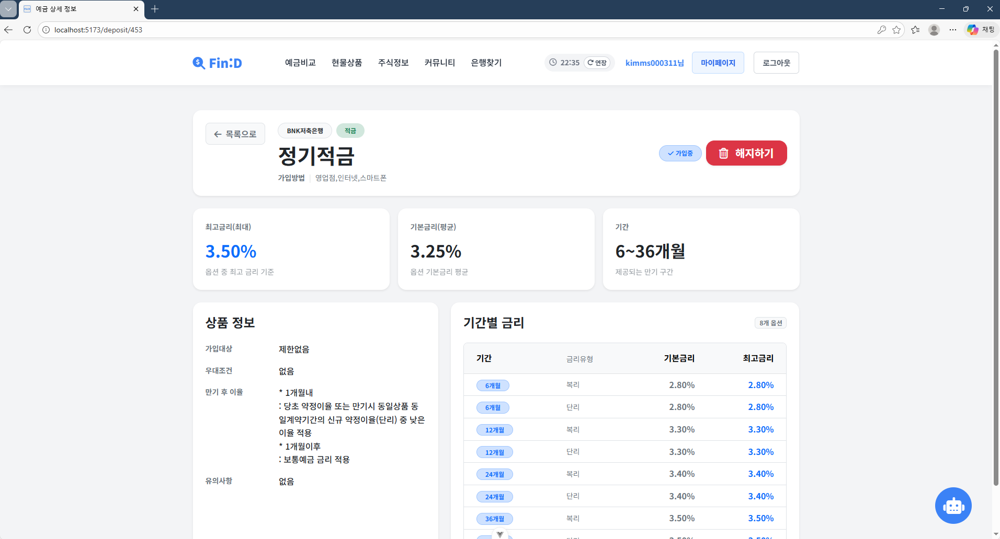 예금 상세 정보
localhost:5173/deposit/453
채팅
Fin:D
예금비교 현물상품 주식정보 커뮤니티 은행찾기
22:35 연장
kimms000311님
마이페이지
로그아웃
목록으로
BNK저축은행 적금
정기적금
가입방법 영업점,인터넷,스마트폰
가입중
해지하기
최고금리(최대)
3.50%
옵션 중 최고 금리 기준
기본금리(평균)
3.25%
옵션 기본금리 평균
기간
6~36개월
제공되는 만기 구간
상품 정보
가입대상 제한없음
우대조건 없음
만기 후 이율 * 1개월내
: 당초 약정이율 또는 만기시 동일상품 동
일계약기간의 신규 약정이율(단리) 중 낮은
이율 적용
* 1개월이후
: 보통예금 금리 적용
유의사항 없음
기간별 금리 8개 옵션
기간 금리유형 기본금리 최고금리
6개월 복리 2.80% 2.80%
6개월 단리 2.80% 2.80%
12개월 복리 3.30% 3.30%
12개월 단리 3.30% 3.30%
24개월 복리 3.40% 3.40%
24개월 단리 3.40% 3.40%
36개월 복리 3.50% 3.50%